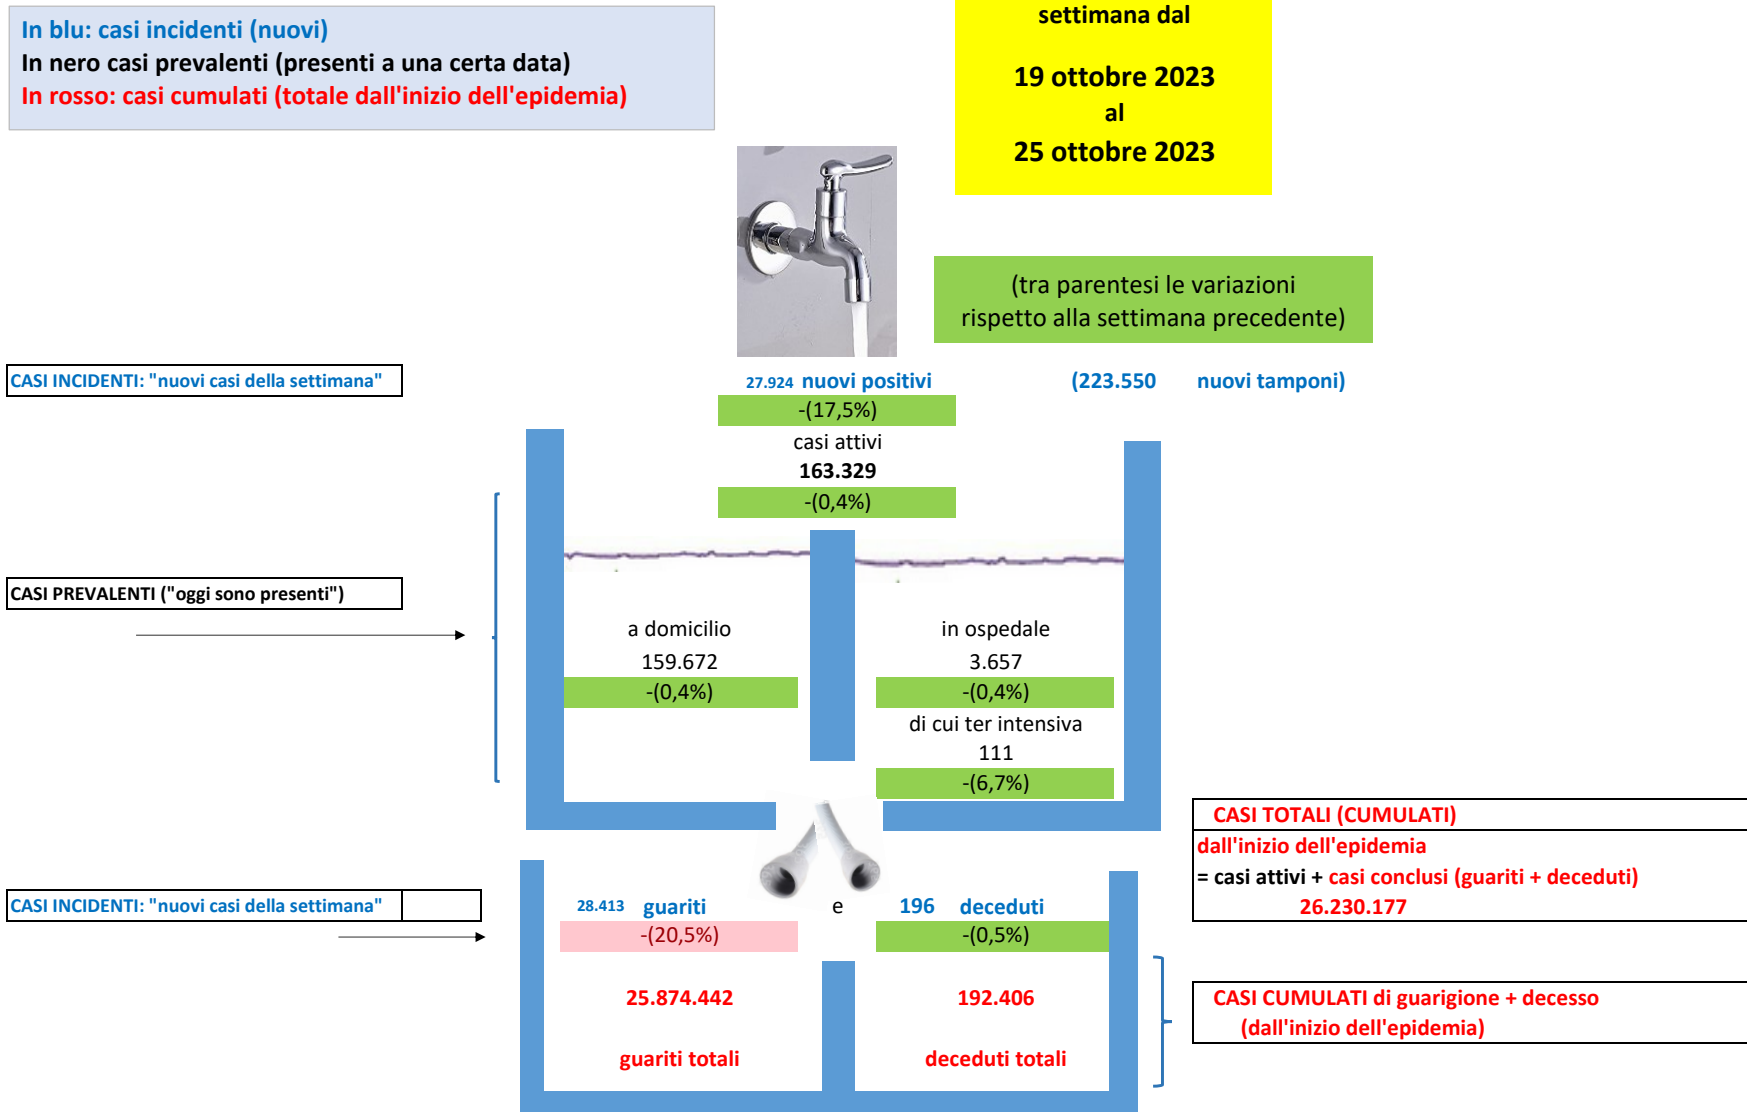 In blu: casi incidenti (nuovi)
In nero casi prevalenti (presenti a una certa data)
In rosso: casi cumulati (totale dall'inizio dell'epidemia)
settimana dal
19 ottobre 2023
al
25 ottobre 2023
(tra parentesi le variazioni
rispetto alla settimana precedente)
CASI INCIDENTI: "nuovi casi della settimana"
27.924 nuovi positivi
(223.550 nuovi tamponi)
-(17,5%)
casi attivi
163.329
-(0,4%)
CASI PREVALENTI ("oggi sono presenti")
a domicilio
159.672
-(0,4%)
in ospedale
3.657
-(0,4%)
di cui ter intensiva
111
-(6,7%)
CASI TOTALI (CUMULATI)
dall'inizio dell'epidemia
= casi attivi + casi conclusi (guariti + deceduti)
26.230.177
CASI INCIDENTI: "nuovi casi della settimana"
28.413 guariti e 196 deceduti
-(20,5%)
-(0,5%)
25.874.442
192.406
guariti totali
deceduti totali
CASI CUMULATI di guarigione + decesso
(dall'inizio dell'epidemia)